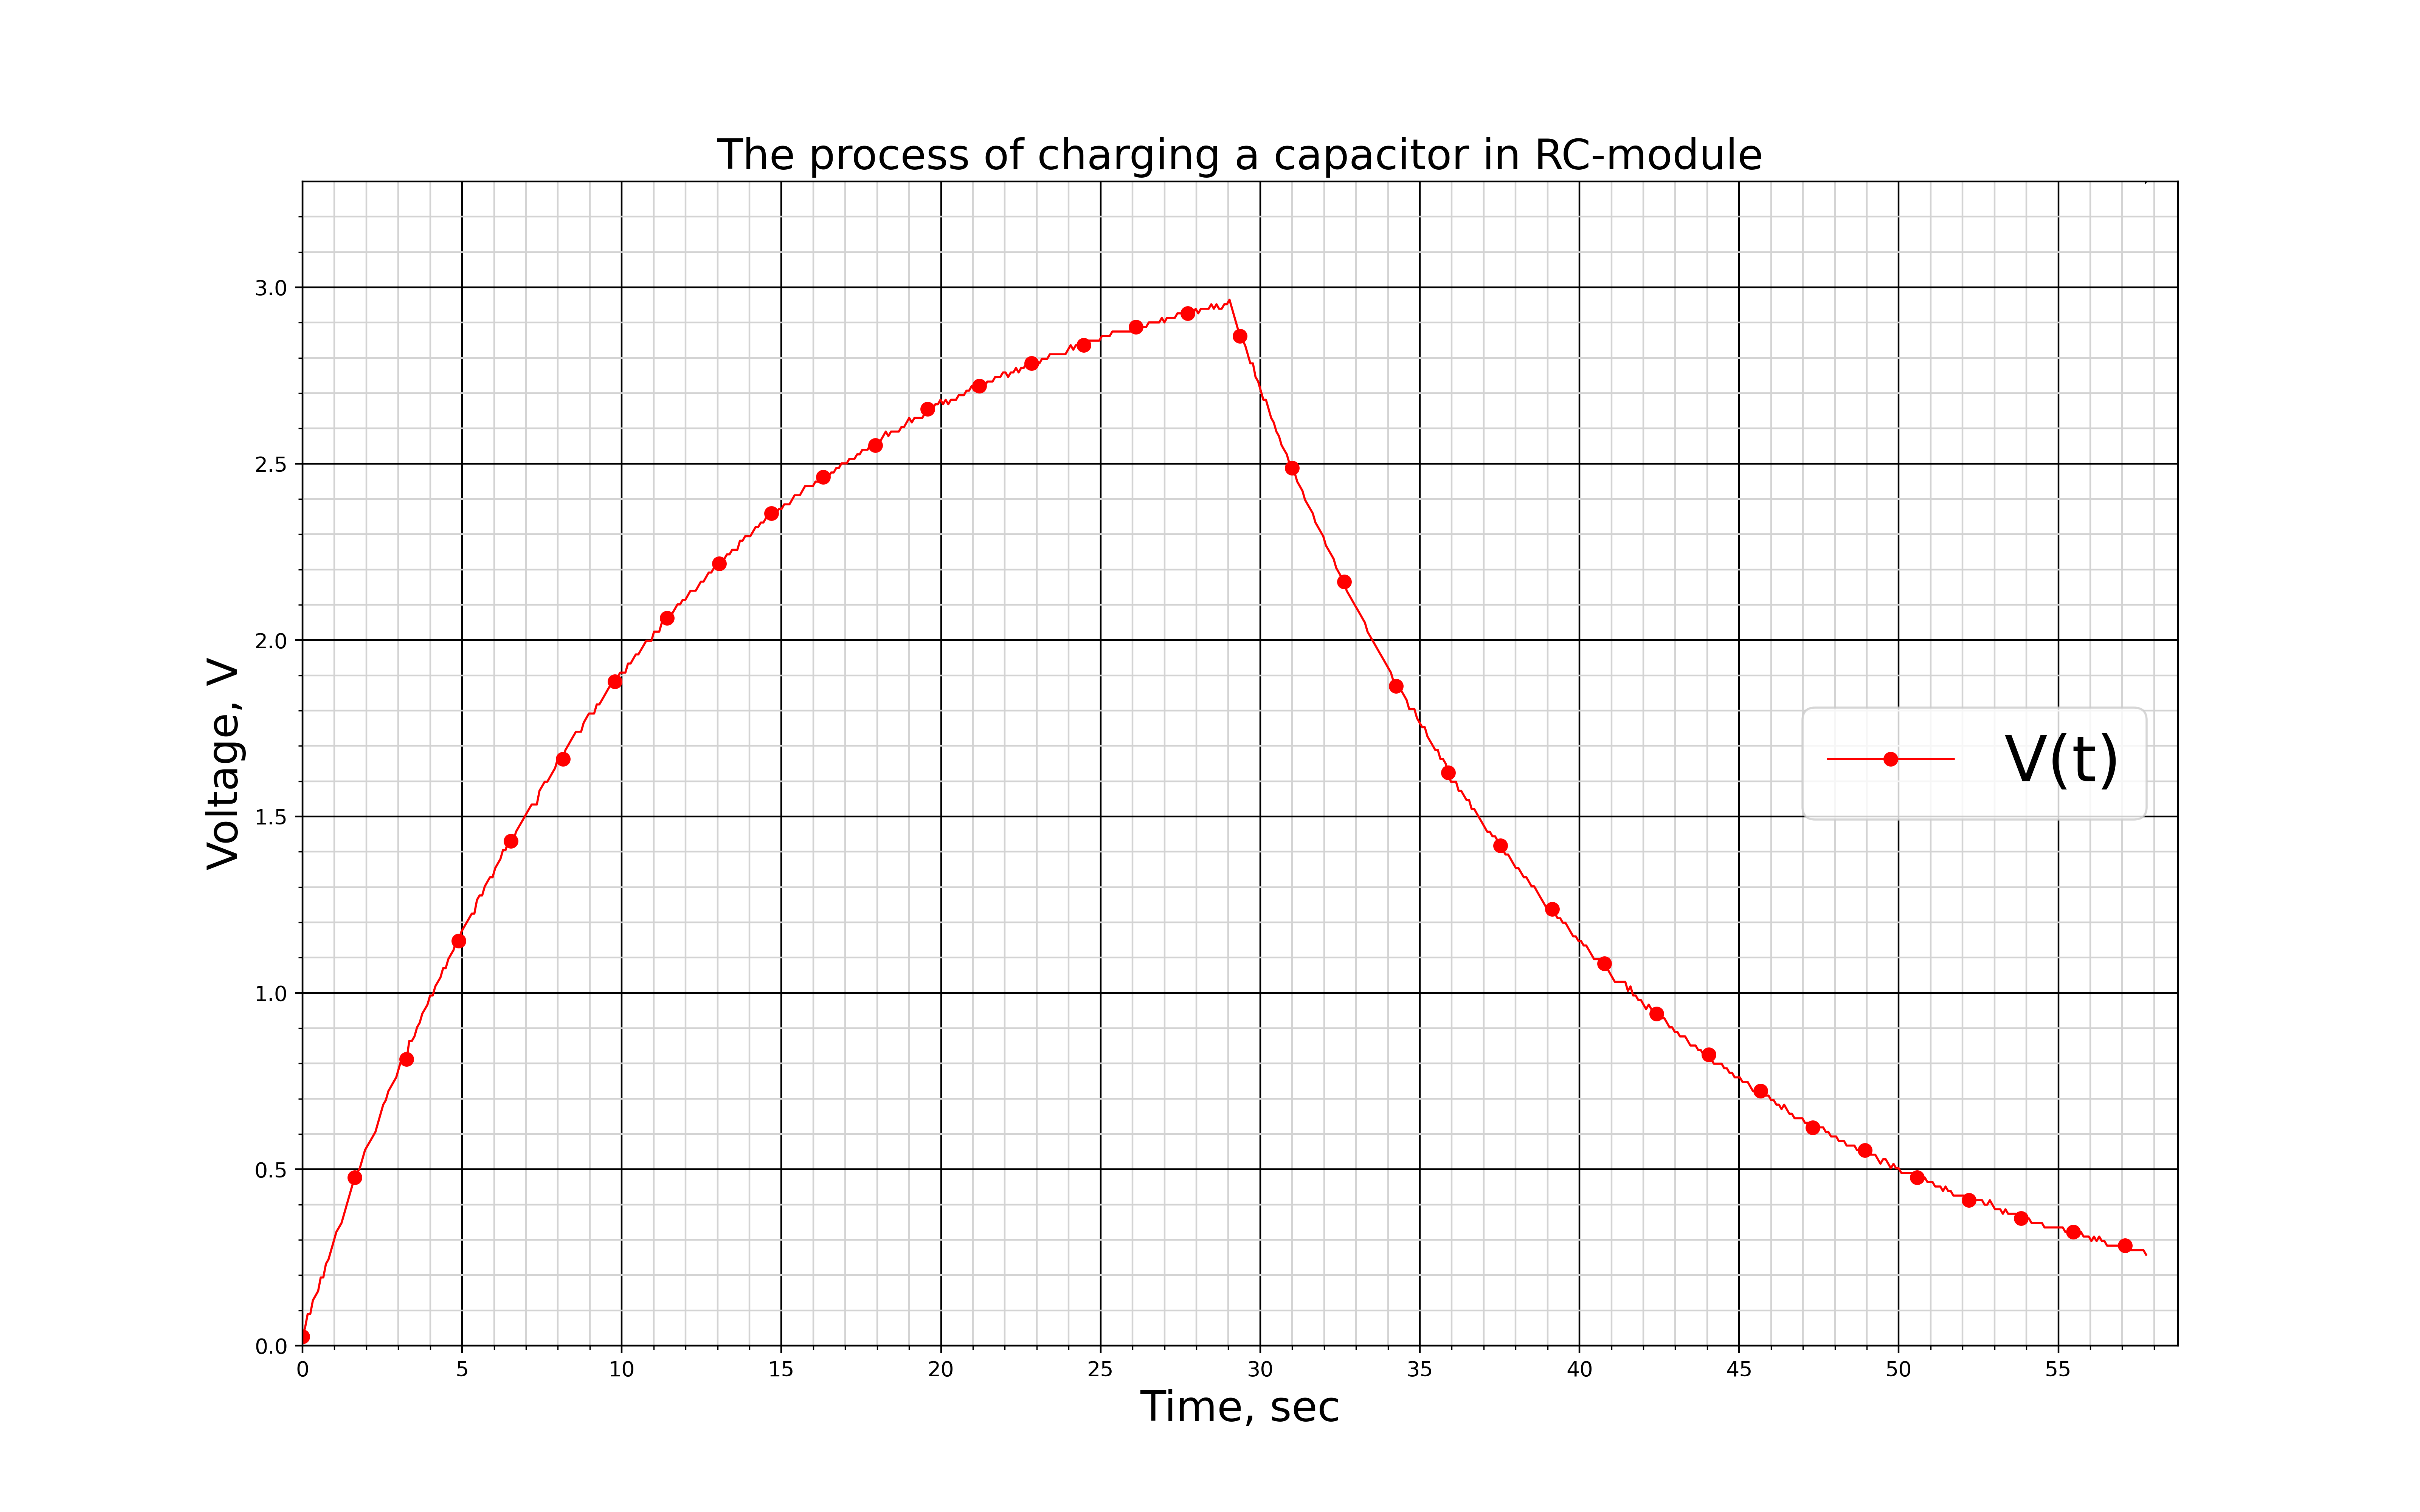 The process of charging a capacitor in RC-module
3.0
2.5
2.0
1.5
1.0
0.5
0.0
Voltage, V
V(t)
0 5 10 15 20 25 30 35 40 45 50 55
Time, sec